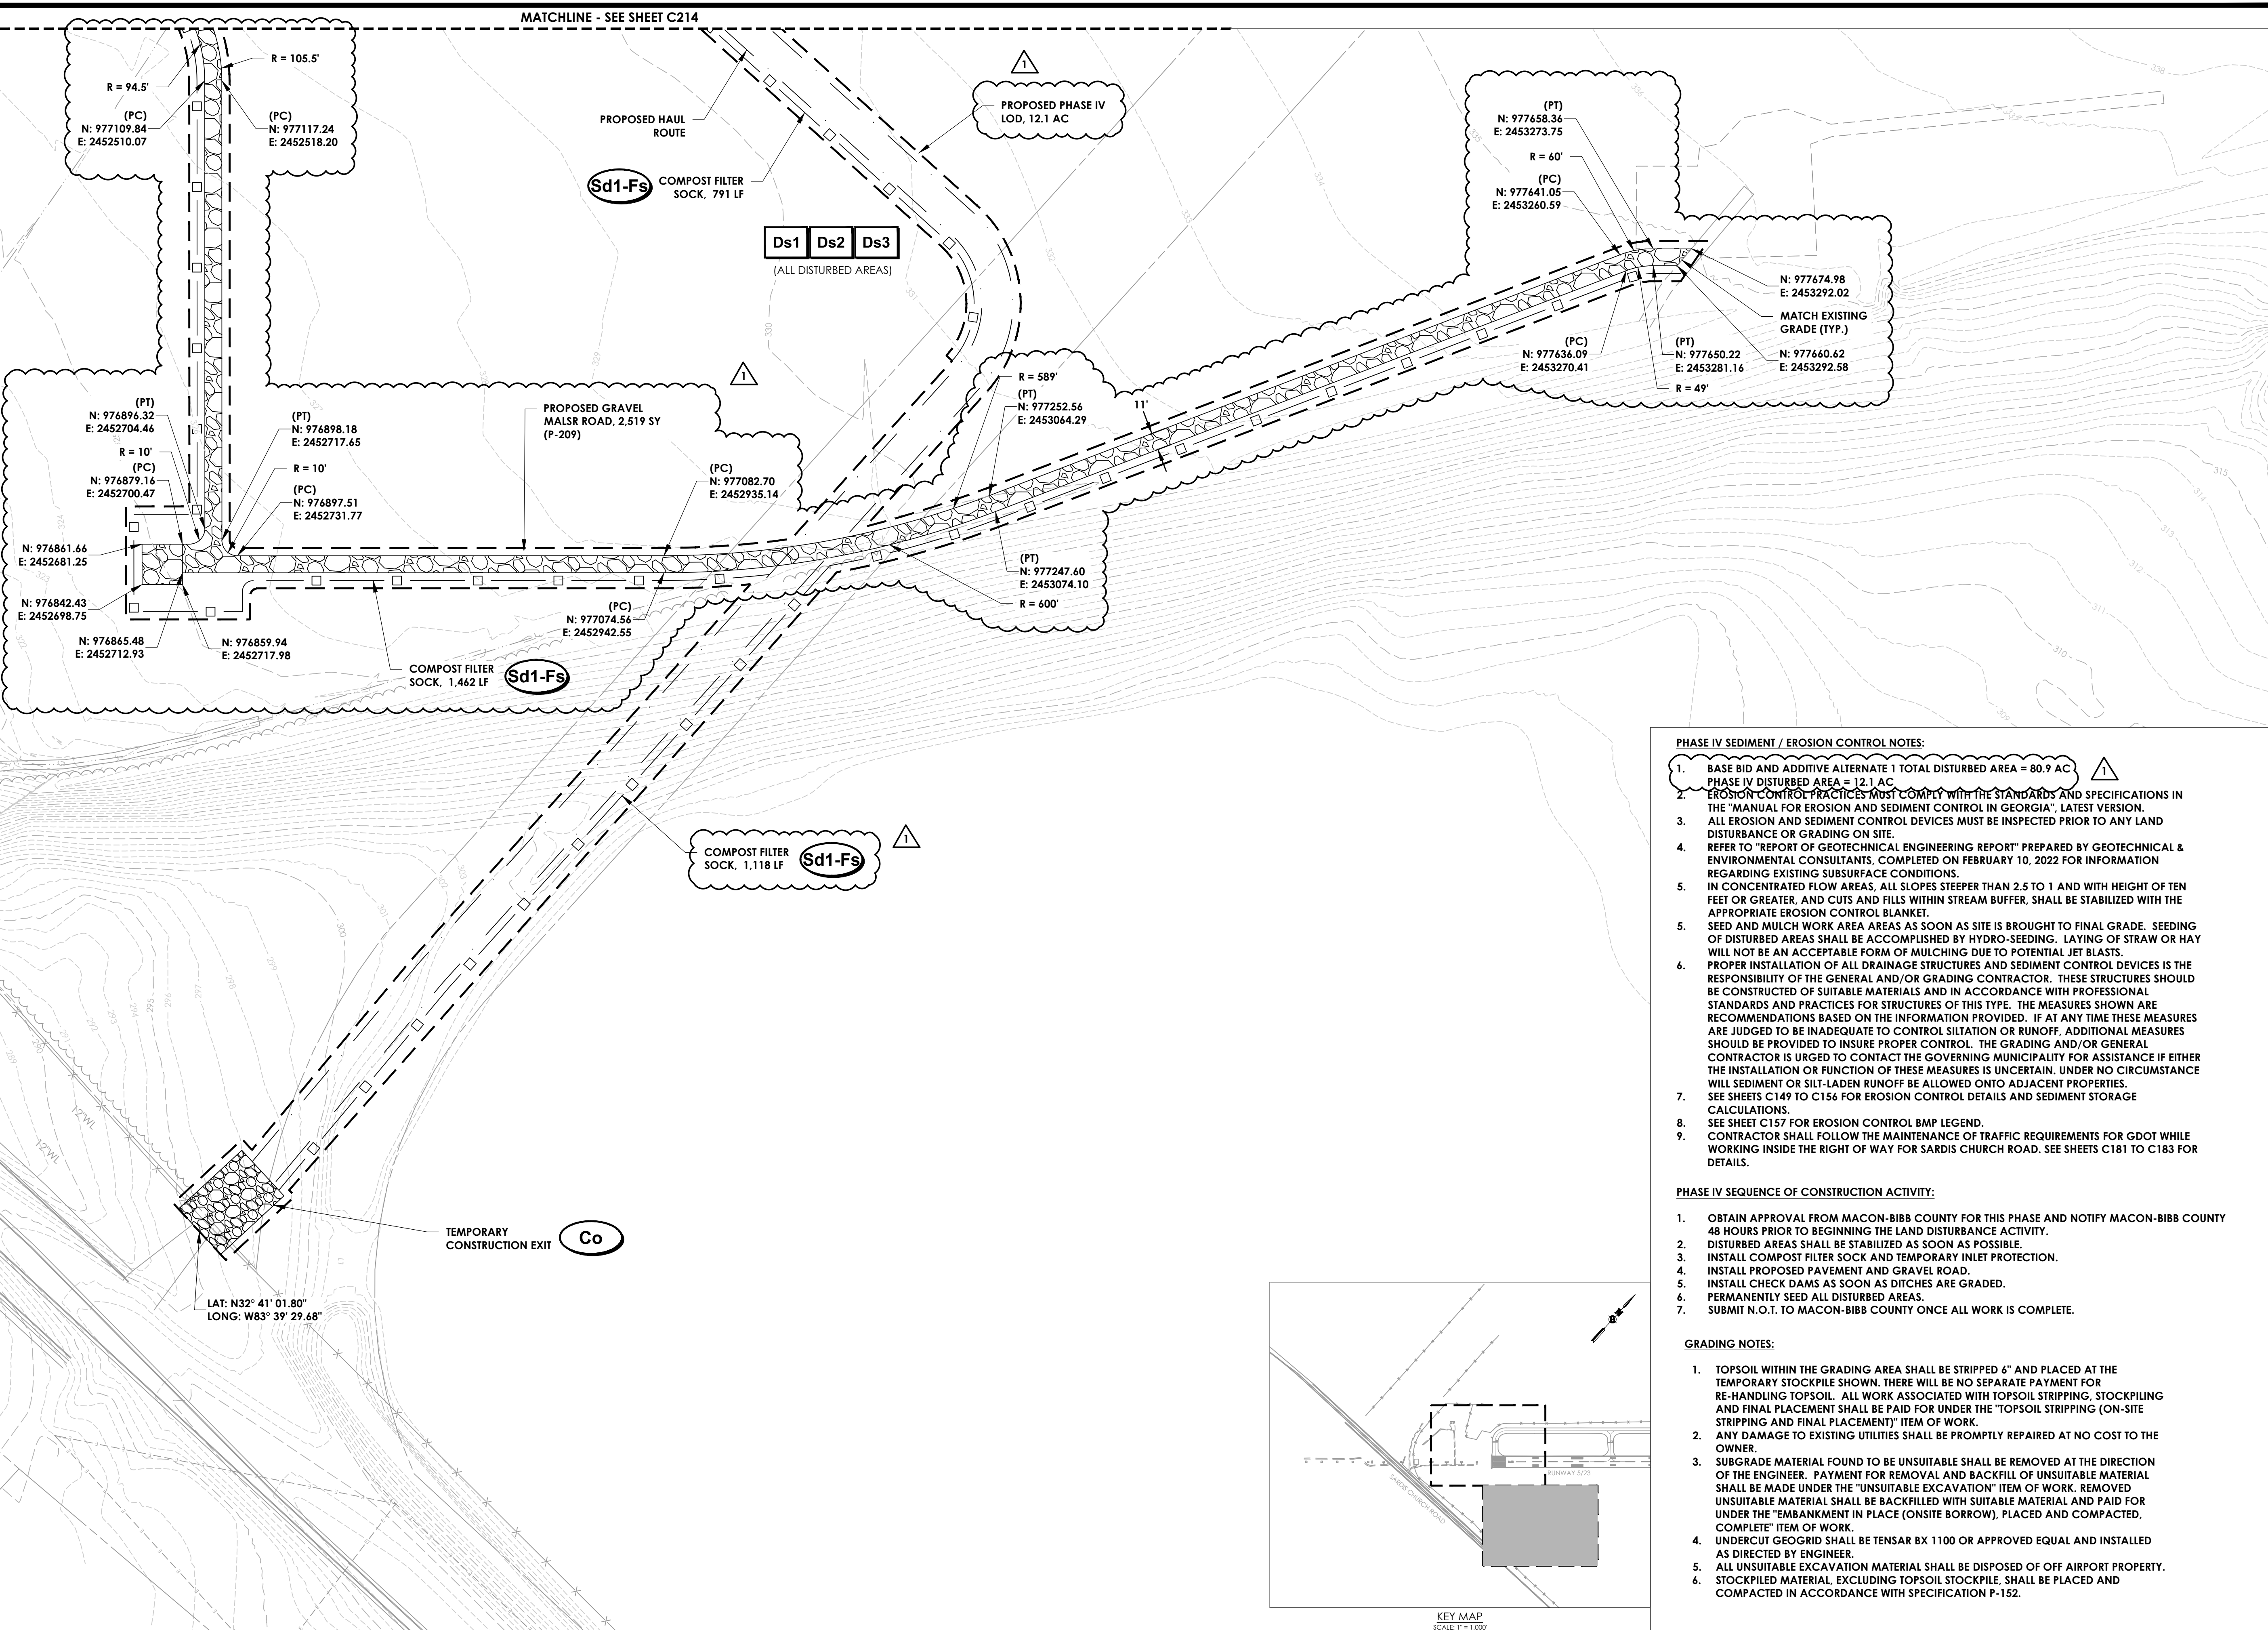 MATCHLINE - SEE SHEET C214
R = 105.5'
R = 94.5'
(PC)
N: 977109.84
E: 2452510.07
(PC)
N: 977117.24
E: 2452518.20
PROPOSED HAUL
ROUTE
Sd1-Fs
COMPOST FILTER
SOCK, 791 LF
Ds1 Ds2 Ds3
(ALL DISTURBED AREAS)
1
PROPOSED PHASE IV
LOD, 12.1 AC
(PT)
N: 977658.36
E: 2453273.75
R = 60'
(PC)
N: 977641.05
E: 2453260.59
N: 977674.98
E: 2453292.02
MATCH EXISTING
GRADE (TYP.)
N: 977660.62
E: 2453292.58
(PC)
N: 977636.09
E: 2453270.41
(PT)
N: 977650.22
E: 2453281.16
R = 49'
338
336
335
334
333
332
331
330
329
(PT)
N: 976896.32
E: 2452704.46
R = 10'
(PC)
N: 976879.16
E: 2452700.47
(PT)
N: 976898.18
E: 2452717.65
R = 10'
(PC)
N: 976897.51
E: 2452731.77
N: 976861.66
E: 2452681.25
N: 976842.43
E: 2452698.75
N: 976865.48
E: 2452712.93
N: 976859.94
E: 2452717.98
1
PROPOSED GRAVEL
MALSR ROAD, 2,519 SY
(P-209)
(PC)
N: 977082.70
E: 2452935.14
(PC)
N: 977074.56
E: 2452942.55
R = 589'
(PT)
N: 977252.56
E: 2453064.29
11'
(PT)
N: 977247.60
E: 2453074.10
R = 600'
COMPOST FILTER
SOCK, 1,462 LF
Sd1-Fs
COMPOST FILTER
SOCK, 1,118 LF
Sd1-Fs
1
315
314
313
312
311
310
309
303
302
301
300
299
298
297
296
295
294
293
292
290
289
12"WL
12"WL
TEMPORARY
CONSTRUCTION EXIT
Co
LAT: N32° 41' 01.80"
LONG: W83° 39' 29.68"
PHASE IV SEDIMENT / EROSION CONTROL NOTES:
1. BASE BID AND ADDITIVE ALTERNATE 1 TOTAL DISTURBED AREA = 80.9 AC
PHASE IV DISTURBED AREA = 12.1 AC
1
2. EROSION CONTROL PRACTICES MUST COMPLY WITH THE STANDARDS AND SPECIFICATIONS IN
THE "MANUAL FOR EROSION AND SEDIMENT CONTROL IN GEORGIA", LATEST VERSION.
3. ALL EROSION AND SEDIMENT CONTROL DEVICES MUST BE INSPECTED PRIOR TO ANY LAND
DISTURBANCE OR GRADING ON SITE.
4. REFER TO "REPORT OF GEOTECHNICAL ENGINEERING REPORT" PREPARED BY GEOTECHNICAL &
ENVIRONMENTAL CONSULTANTS, COMPLETED ON FEBRUARY 10, 2022 FOR INFORMATION
REGARDING EXISTING SUBSURFACE CONDITIONS.
5. IN CONCENTRATED FLOW AREAS, ALL SLOPES STEEPER THAN 2.5 TO 1 AND WITH HEIGHT OF TEN
FEET OR GREATER, AND CUTS AND FILLS WITHIN STREAM BUFFER, SHALL BE STABILIZED WITH THE
APPROPRIATE EROSION CONTROL BLANKET.
5. SEED AND MULCH WORK AREA AREAS AS SOON AS SITE IS BROUGHT TO FINAL GRADE. SEEDING
OF DISTURBED AREAS SHALL BE ACCOMPLISHED BY HYDRO-SEEDING. LAYING OF STRAW OR HAY
WILL NOT BE AN ACCEPTABLE FORM OF MULCHING DUE TO POTENTIAL JET BLASTS.
6. PROPER INSTALLATION OF ALL DRAINAGE STRUCTURES AND SEDIMENT CONTROL DEVICES IS THE
RESPONSIBILITY OF THE GENERAL AND/OR GRADING CONTRACTOR. THESE STRUCTURES SHOULD
BE CONSTRUCTED OF SUITABLE MATERIALS AND IN ACCORDANCE WITH PROFESSIONAL
STANDARDS AND PRACTICES FOR STRUCTURES OF THIS TYPE. THE MEASURES SHOWN ARE
RECOMMENDATIONS BASED ON THE INFORMATION PROVIDED. IF AT ANY TIME THESE MEASURES
ARE JUDGED TO BE INADEQUATE TO CONTROL SILTATION OR RUNOFF, ADDITIONAL MEASURES
SHOULD BE PROVIDED TO INSURE PROPER CONTROL. THE GRADING AND/OR GENERAL
CONTRACTOR IS URGED TO CONTACT THE GOVERNING MUNICIPALITY FOR ASSISTANCE IF EITHER
THE INSTALLATION OR FUNCTION OF THESE MEASURES IS UNCERTAIN. UNDER NO CIRCUMSTANCE
WILL SEDIMENT OR SILT-LADEN RUNOFF BE ALLOWED ONTO ADJACENT PROPERTIES.
7. SEE SHEETS C149 TO C156 FOR EROSION CONTROL DETAILS AND SEDIMENT STORAGE
CALCULATIONS.
8. SEE SHEET C157 FOR EROSION CONTROL BMP LEGEND.
9. CONTRACTOR SHALL FOLLOW THE MAINTENANCE OF TRAFFIC REQUIREMENTS FOR GDOT WHILE
WORKING INSIDE THE RIGHT OF WAY FOR SARDIS CHURCH ROAD. SEE SHEETS C181 TO C183 FOR
DETAILS.
PHASE IV SEQUENCE OF CONSTRUCTION ACTIVITY:
1. OBTAIN APPROVAL FROM MACON-BIBB COUNTY FOR THIS PHASE AND NOTIFY MACON-BIBB COUNTY
48 HOURS PRIOR TO BEGINNING THE LAND DISTURBANCE ACTIVITY.
2. DISTURBED AREAS SHALL BE STABILIZED AS SOON AS POSSIBLE.
3. INSTALL COMPOST FILTER SOCK AND TEMPORARY INLET PROTECTION.
4. INSTALL PROPOSED PAVEMENT AND GRAVEL ROAD.
5. INSTALL CHECK DAMS AS SOON AS DITCHES ARE GRADED.
6. PERMANENTLY SEED ALL DISTURBED AREAS.
7. SUBMIT N.O.T. TO MACON-BIBB COUNTY ONCE ALL WORK IS COMPLETE.
GRADING NOTES:
1. TOPSOIL WITHIN THE GRADING AREA SHALL BE STRIPPED 6" AND PLACED AT THE
TEMPORARY STOCKPILE SHOWN. THERE WILL BE NO SEPARATE PAYMENT FOR
RE-HANDLING TOPSOIL. ALL WORK ASSOCIATED WITH TOPSOIL STRIPPING, STOCKPILING
AND FINAL PLACEMENT SHALL BE PAID FOR UNDER THE "TOPSOIL STRIPPING (ON-SITE
STRIPPING AND FINAL PLACEMENT)" ITEM OF WORK.
2. ANY DAMAGE TO EXISTING UTILITIES SHALL BE PROMPTLY REPAIRED AT NO COST TO THE
OWNER.
3. SUBGRADE MATERIAL FOUND TO BE UNSUITABLE SHALL BE REMOVED AT THE DIRECTION
OF THE ENGINEER. PAYMENT FOR REMOVAL AND BACKFILL OF UNSUITABLE MATERIAL
SHALL BE MADE UNDER THE "UNSUITABLE EXCAVATION" ITEM OF WORK. REMOVED
UNSUITABLE MATERIAL SHALL BE BACKFILLED WITH SUITABLE MATERIAL AND PAID FOR
UNDER THE "EMBANKMENT IN PLACE (ONSITE BORROW), PLACED AND COMPACTED,
COMPLETE" ITEM OF WORK.
4. UNDERCUT GEOGRID SHALL BE TENSAR BX 1100 OR APPROVED EQUAL AND INSTALLED
AS DIRECTED BY ENGINEER.
5. ALL UNSUITABLE EXCAVATION MATERIAL SHALL BE DISPOSED OF OFF AIRPORT PROPERTY.
6. STOCKPILED MATERIAL, EXCLUDING TOPSOIL STOCKPILE, SHALL BE PLACED AND
COMPACTED IN ACCORDANCE WITH SPECIFICATION P-152.
RUNWAY 5/23
SARDIS CHURCH ROAD
KEY MAP
SCALE: 1" = 1,000'